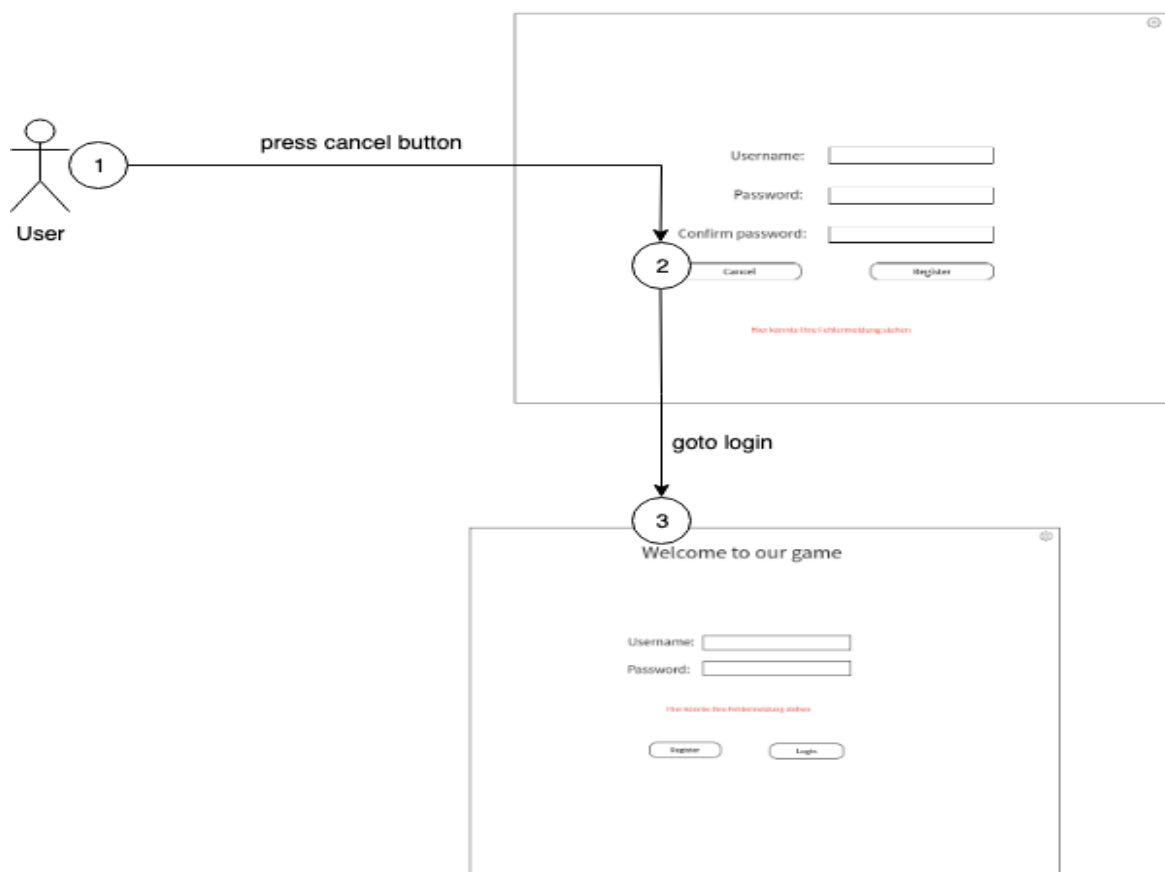 press cancel button
1
User
Username:
Password:
Confirm password:
2
Cancel
Register
Hier könnte Ihre Fehlermeldung stehen
goto login
3
Welcome to our game
Username:
Password:
Hier könnte Ihre Fehlermeldung stehen
Register
Login